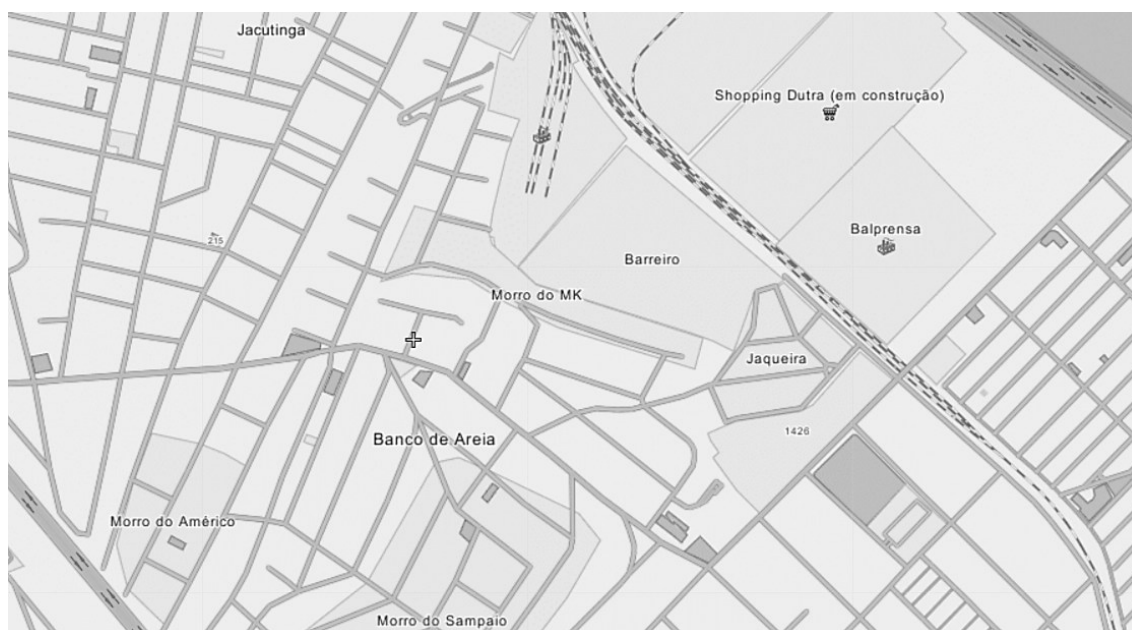 Jacutinga
Shopping Dutra (em construção)
215
Balprensa
Barreiro
Morro do MK
Jaqueira
1426
Banco de Areia
Morro do Américo
Morro do Sampaio